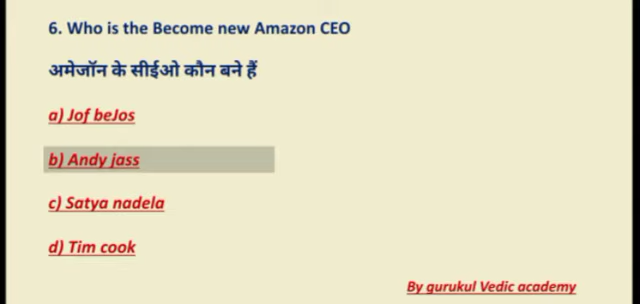 6. Who is the Become new Amazon CEO
अमेजॉन के सीईओ कौन बने हैं
a) Jof beJos
b) Andy jass
c) Satya nadela
d) Tim cook
By gurukul Vedic academy